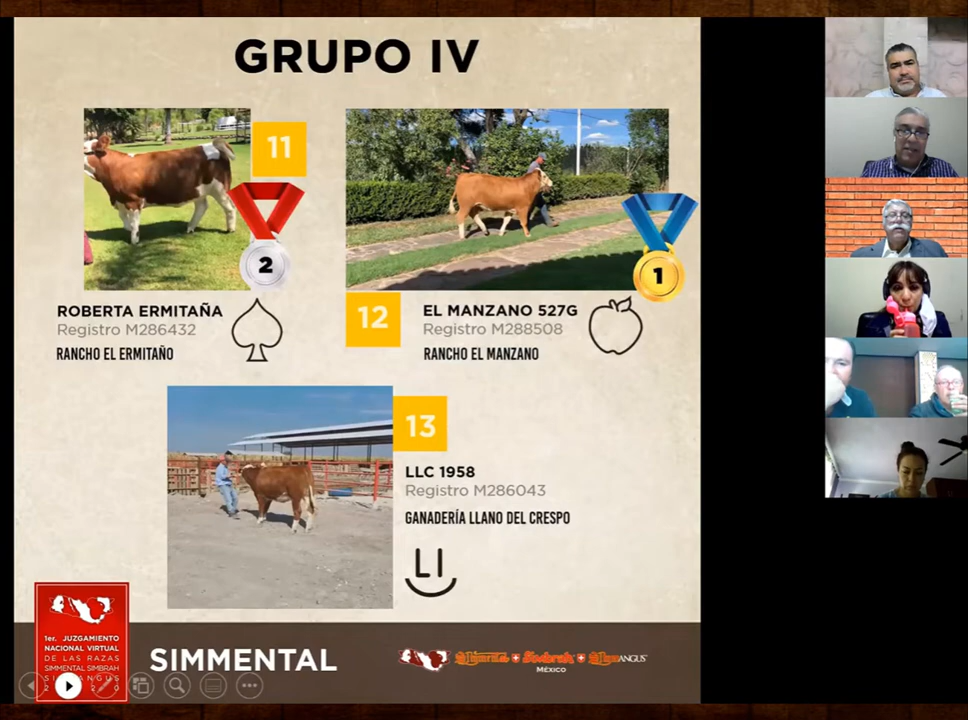 GRUPO IV
11
2
1
ROBERTA ERMITAÑA
Registro M286432
RANCHO EL ERMITAÑO
12
EL MANZANO 527G
Registro M288508
RANCHO EL MANZANO
13
LLC 1958
Registro M286043
GANADERÍA LLANO DEL CRESPO
LI
1er. JUZGAMIENTO
NACIONAL VIRTUAL
DE LAS RAZAS
SIMMENTAL SIMBRAH
SIMMENTAL
Simbrah
ANGUS
MÉXICO